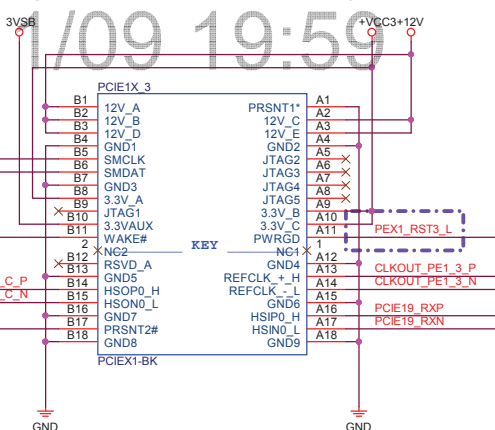 1/09 19:59
3VSB
+VCC3+12V
PCIE1X_3
B1 12V_A PRSNT1* A1
B2 12V_B 12V_C A2
B3 12V_D 12V_E A3
B4 GND1 GND2 A4
B5 SMCLK JTAG2 A5
B6 SMDAT JTAG3 A6
B7 GND3 JTAG4 A7
B8 3.3V_A JTAG5 A8
B9 JTAG1 3.3V_B A9
B10 3.3VAUX 3.3V_C A10
B11 WAKE# PWRGD A11 PEX1_RST3_L
2 NC2 KEY NC1 1
B12 RSVD_A GND4 A12
B13 GND5 REFCLK_+_H A13 CLKOUT_PE1_3_P
_C_P B14 HSOP0_H REFCLK_-_L A14 CLKOUT_PE1_3_N
_C_N B15 HSON0_L GND6 A15
B16 GND7 HSIP0_H A16 PCIE19_RXP
B17 PRSNT2# HSIN0_L A17 PCIE19_RXN
B18 GND8 GND9 A18
PCIEX1-BK
GND
GND